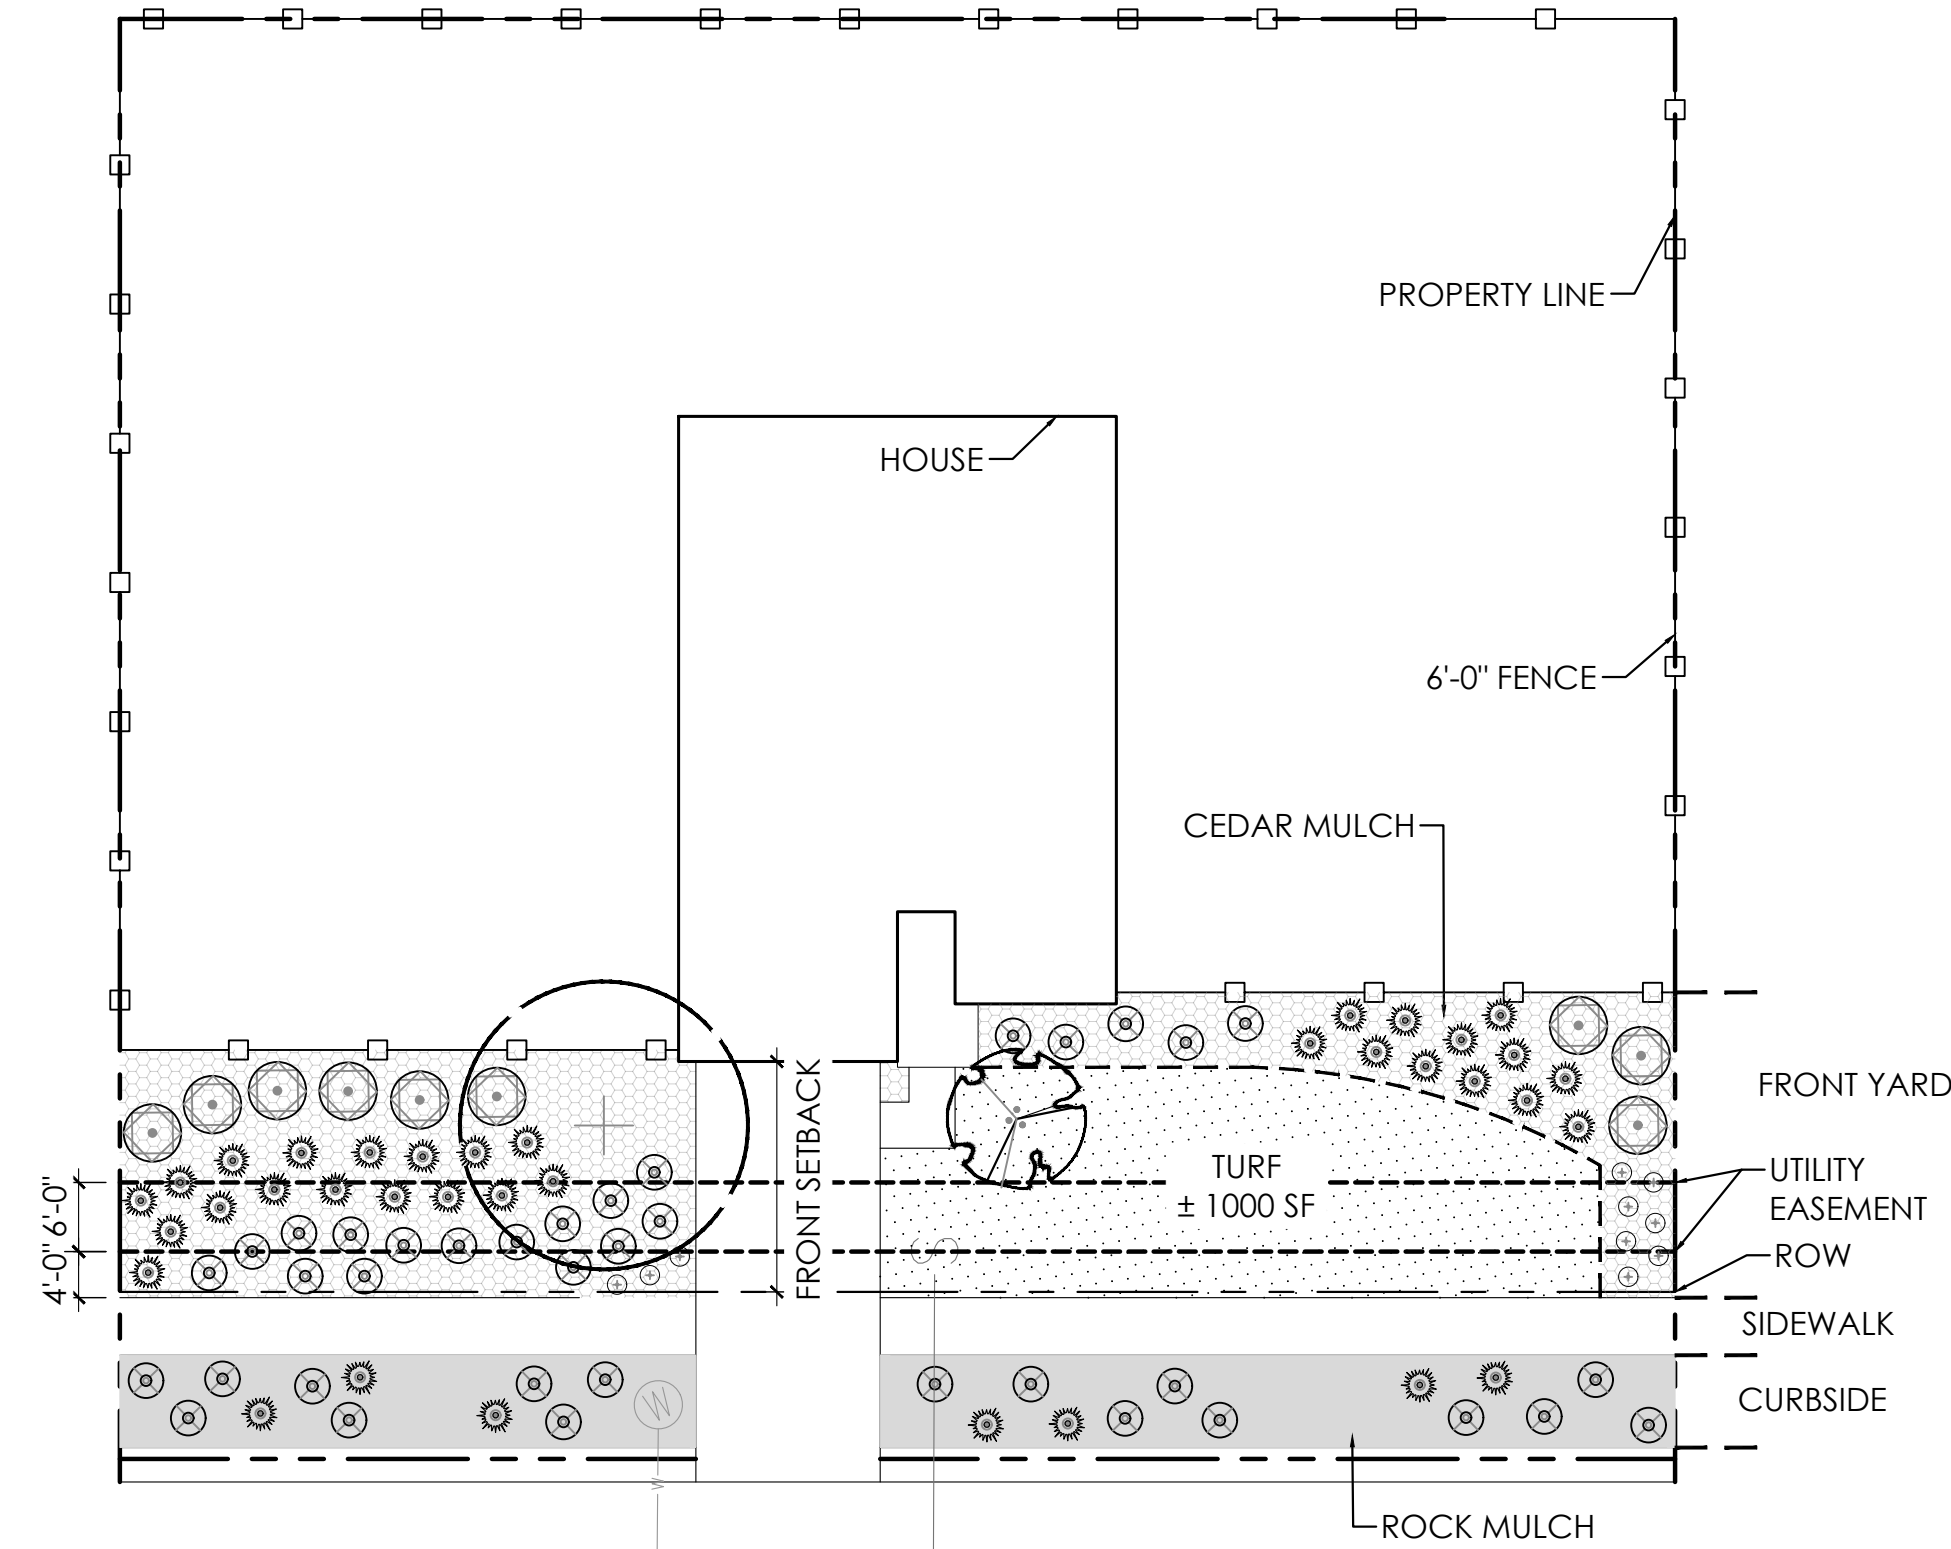 PROPERTY LINE
HOUSE
6'-0" FENCE
CEDAR MULCH
FRONT YARD
FRONT SETBACK
TURF
± 1000 SF
UTILITY
EASEMENT
6'-0"
4'-0"
ROW
S
SIDEWALK
CURBSIDE
W
W
ROCK MULCH